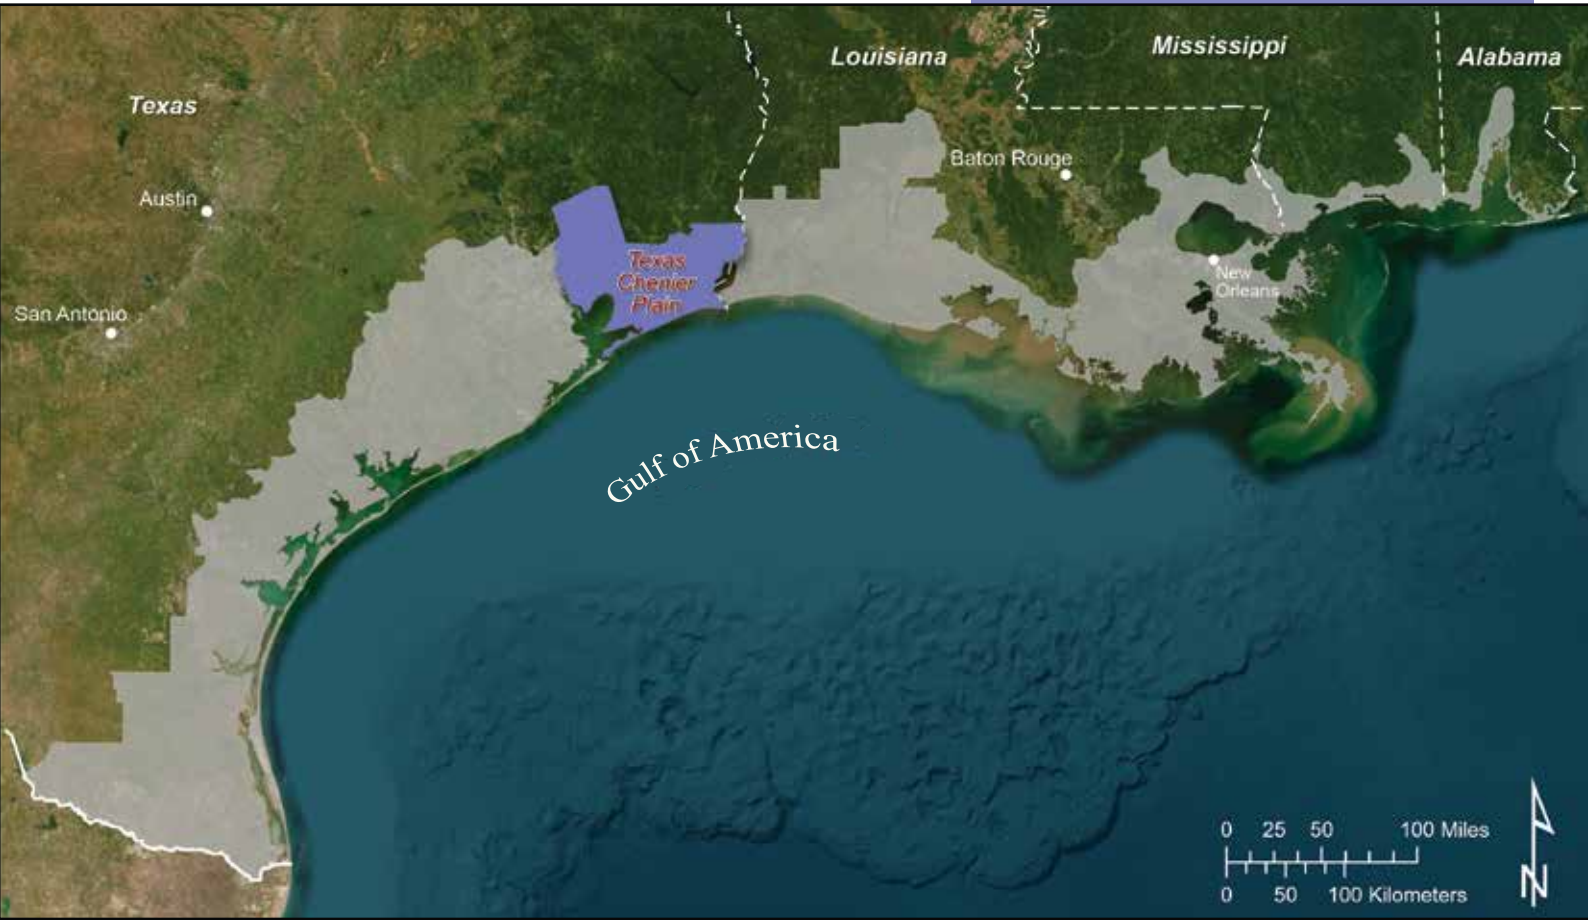 Louisiana
Mississippi
Alabama
Texas
Baton Rouge
Austin
Texas
Chenier
Plain
New
Orleans
San Antonio
Gulf of America
0 25 50 100 Miles
0 50 100 Kilometers
N